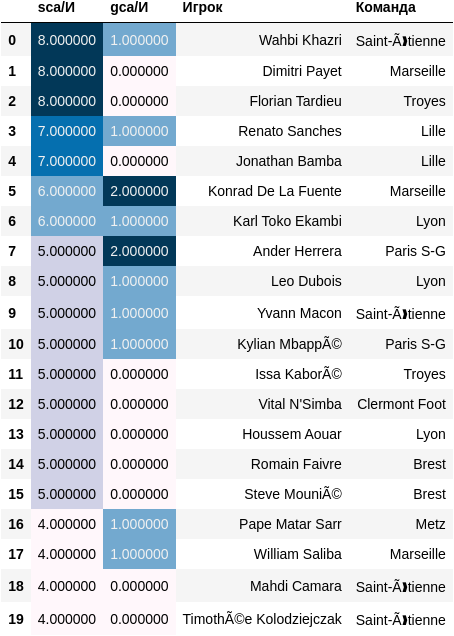 sca/И gca/И Игрок Команда
0 8.000000 1.000000 Wahbi Khazri Saint-Ãtienne
1 8.000000 0.000000 Dimitri Payet Marseille
2 8.000000 0.000000 Florian Tardieu Troyes
3 7.000000 1.000000 Renato Sanches Lille
4 7.000000 0.000000 Jonathan Bamba Lille
5 6.000000 2.000000 Konrad De La Fuente Marseille
6 6.000000 1.000000 Karl Toko Ekambi Lyon
7 5.000000 2.000000 Ander Herrera Paris S-G
8 5.000000 1.000000 Leo Dubois Lyon
9 5.000000 1.000000 Yvann Macon Saint-Ãtienne
10 5.000000 1.000000 Kylian MbappÃ© Paris S-G
11 5.000000 0.000000 Issa KaborÃ© Troyes
12 5.000000 0.000000 Vital N'Simba Clermont Foot
13 5.000000 0.000000 Houssem Aouar Lyon
14 5.000000 0.000000 Romain Faivre Brest
15 5.000000 0.000000 Steve MouniÃ© Brest
16 4.000000 1.000000 Pape Matar Sarr Metz
17 4.000000 1.000000 William Saliba Marseille
18 4.000000 0.000000 Mahdi Camara Saint-Ãtienne
19 4.000000 0.000000 TimothÃ©e Kolodziejczak Saint-Ãtienne